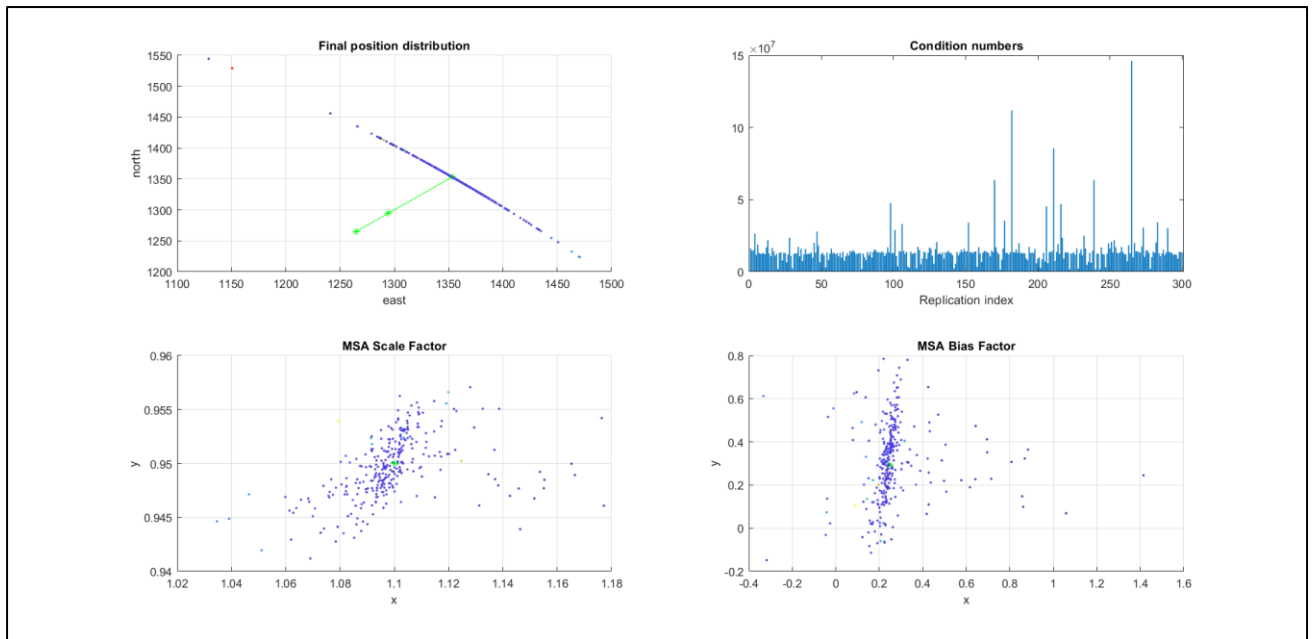 Final position distribution
1550
1500
1450
1400
1350
1300
1250
1200
north
1100 1150 1200 1250 1300 1350 1400 1450 1500
east
Condition numbers
×10⁷
15
10
5
0
0 50 100 150 200 250 300
Replication index
MSA Scale Factor
0.96
0.955
0.95
0.945
0.94
y
1.02 1.04 1.06 1.08 1.1 1.12 1.14 1.16 1.18
x
MSA Bias Factor
0.8
0.6
0.4
0.2
0
-0.2
y
-0.4 -0.2 0 0.2 0.4 0.6 0.8 1 1.2 1.4 1.6
x